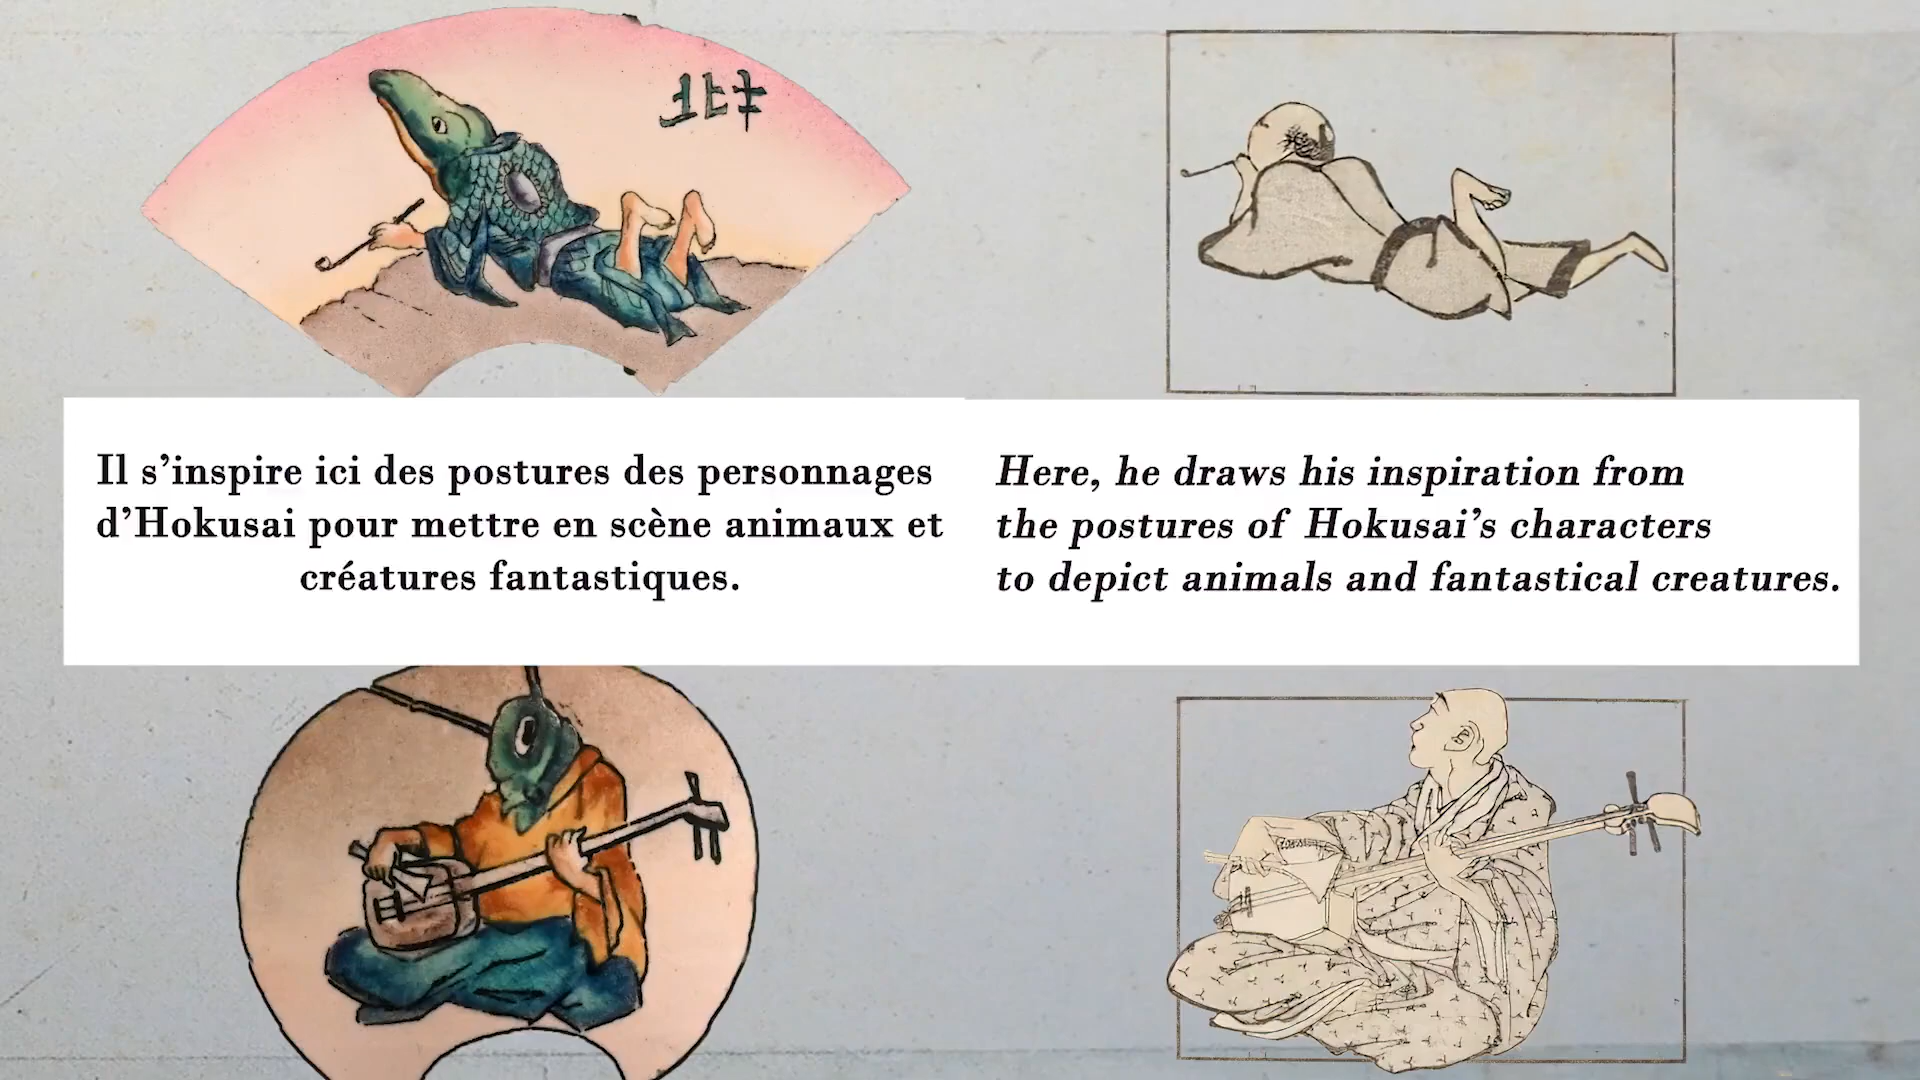 Il s’inspire ici des postures des personnages
d’Hokusai pour mettre en scène animaux et
créatures fantastiques.
Here, he draws his inspiration from
the postures of Hokusai’s characters
to depict animals and fantastical creatures.